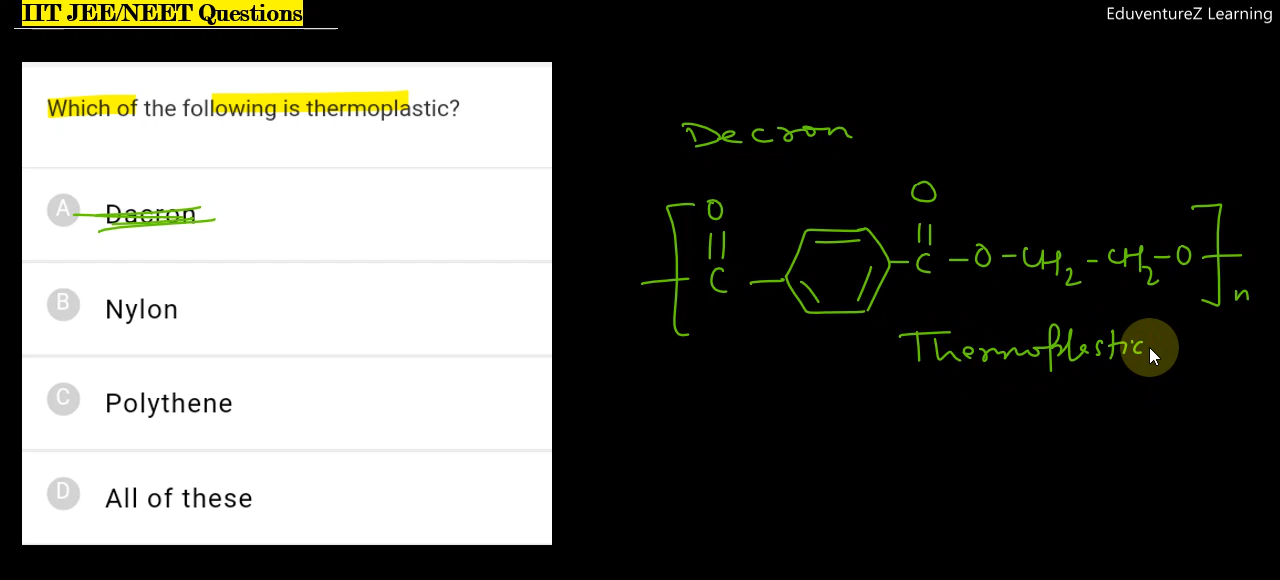 IIT JEE/NEET Questions
EduventureZ Learning
Which of the following is thermoplastic?
A Dacron
B Nylon
C Polythene
D All of these
Decron
O O
|| ||
C C -O-CH2-CH2-O n
Thermoplastic